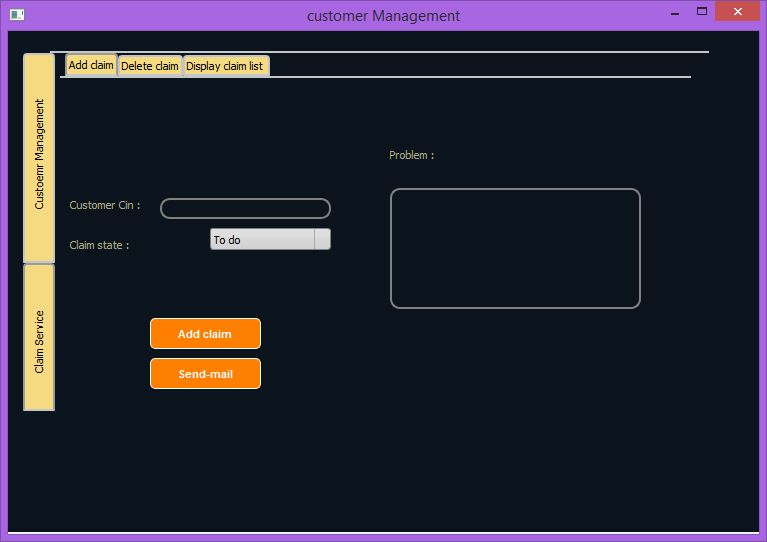 customer Management
Add claim
Delete claim
Display claim list
Custoemr Management
Problem :
Customer Cin :
Claim state :
To do
Claim Service
Add claim
Send-mail